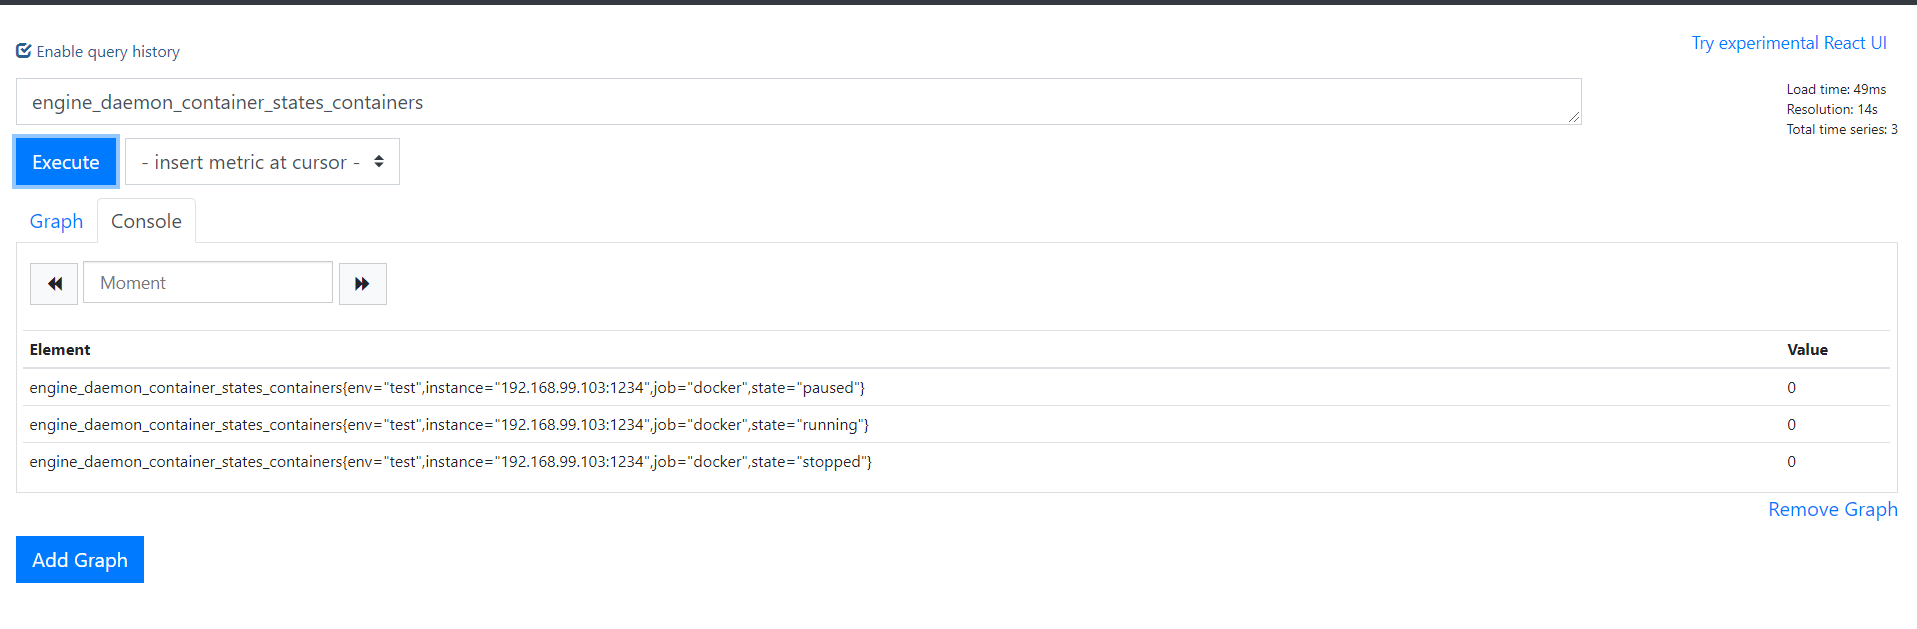 Enable query history
Try experimental React UI
engine_daemon_container_states_containers
Load time: 49ms
Resolution: 14s
Total time series: 3
Execute
- insert metric at cursor -
Graph
Console
Moment
Element Value
engine_daemon_container_states_containers{env="test",instance="192.168.99.103:1234",job="docker",state="paused"} 0
engine_daemon_container_states_containers{env="test",instance="192.168.99.103:1234",job="docker",state="running"} 0
engine_daemon_container_states_containers{env="test",instance="192.168.99.103:1234",job="docker",state="stopped"} 0
Remove Graph
Add Graph